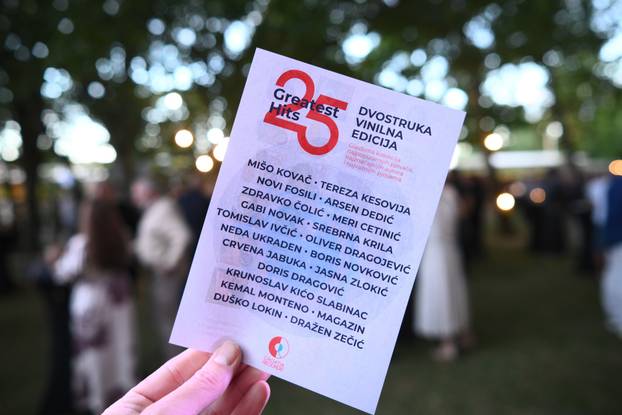 25
Greatest
Hits
DVOSTRUKA
VINILNA
EDICIJA
MIŠO KOVAČ • TEREZA KESOVIJA
NOVI FOSILI • ARSEN DEDIĆ
ZDRAVKO ČOLIĆ • MERI CETINIĆ
GABI NOVAK • SREBRNA KRILA
TOMISLAV IVČIĆ • OLIVER DRAGOJEVIĆ
NEDA UKRADEN • BORIS NOVKOVIĆ
CRVENA JABUKA • JASNA ZLOKIĆ
DORIS DRAGOVIĆ
KRUNOSLAV KIĆO SLABINAC
KEMAL MONTENO • MAGAZIN
DUŠKO LOKIN • DRAŽEN ZEČIĆ
CROATIA
RECORDS